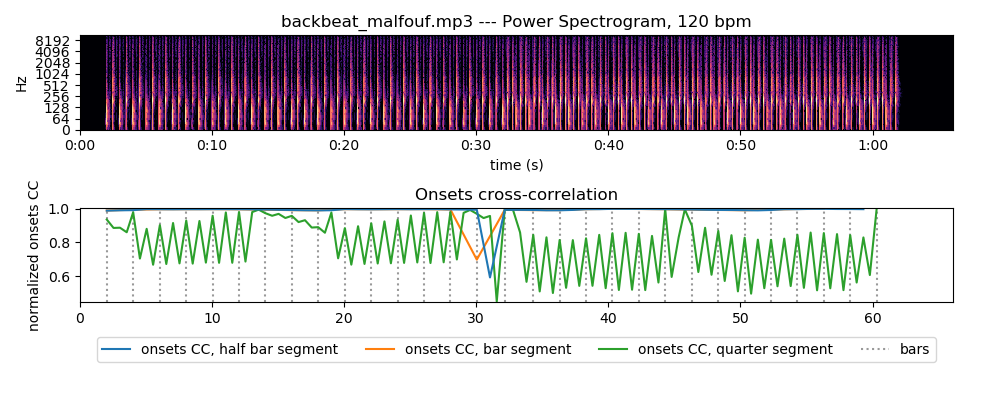 backbeat_malfouf.mp3 --- Power Spectrogram, 120 bpm
Hz
8192
4096
2048
1024
512
256
128
64
0
0:00 0:10 0:20 0:30 0:40 0:50 1:00
time (s)
Onsets cross-correlation
normalized onsets CC
1.0
0.8
0.6
0 10 20 30 40 50 60
onsets CC, half bar segment onsets CC, bar segment onsets CC, quarter segment bars